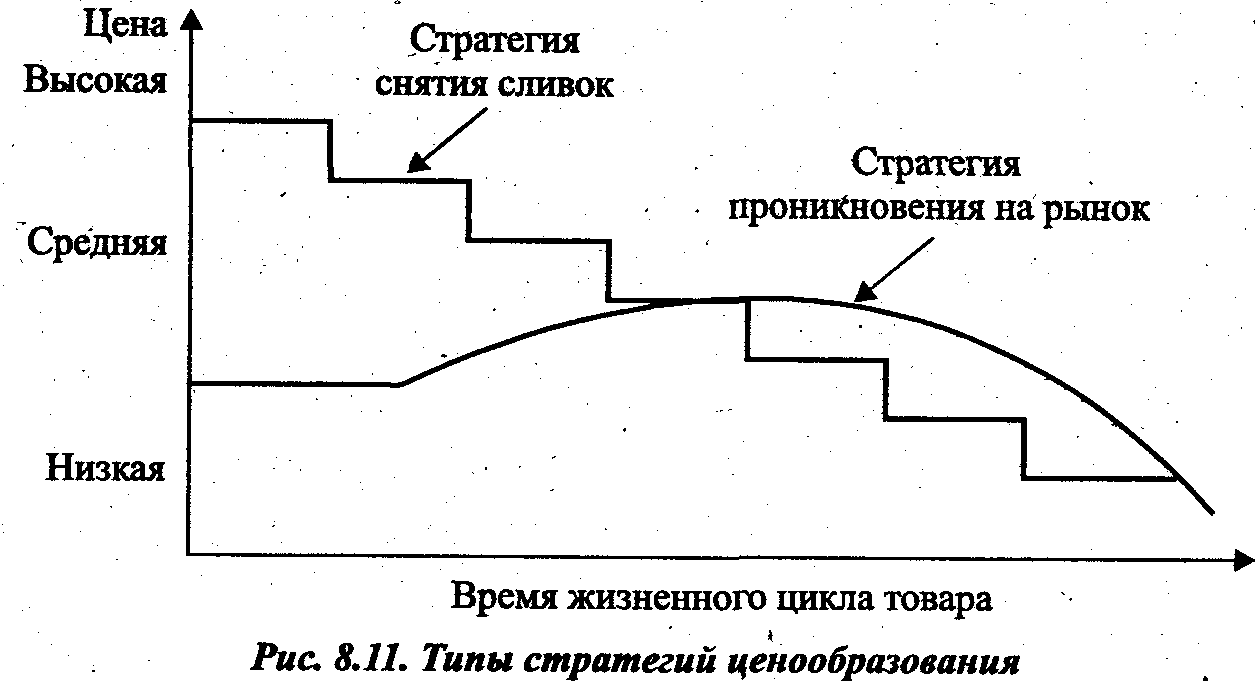 Цена
Высокая
Стратегия
снятия сливок
Стратегия
проникновения на рынок
Средняя
Низкая
Время жизненного цикла товара
Рис. 8.11. Типы стратегий ценообразования